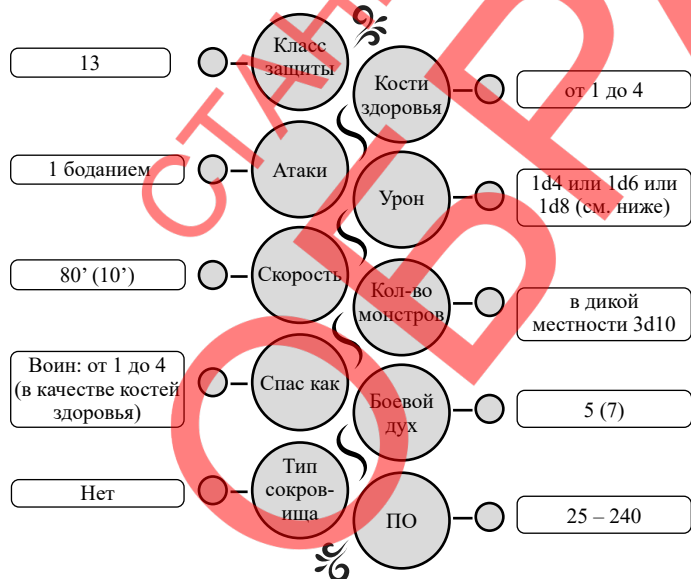 13
Класс
защиты
Кости
здоровья
от 1 до 4
1 боданием
Атаки
Урон
1d4 или 1d6 или
1d8 (см. ниже)
80’ (10’)
Скорость
Кол-во
монстров
в дикой
местности 3d10
Воин: от 1 до 4
(в качестве костей
здоровья)
Спас как
Боевой
дух
5 (7)
Нет
Тип
сокров-
ища
ПО
25 – 240